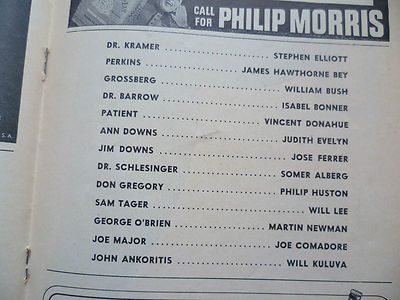 CALL
FOR PHILIP MORRIS
DR. KRAMER ........................ STEPHEN ELLIOTT
PERKINS ........................ JAMES HAWTHORNE BEY
GROSSBERG ........................ WILLIAM BUSH
DR. BARROW ........................ ISABEL BONNER
PATIENT ........................ VINCENT DONAHUE
ANN DOWNS ........................ JUDITH EVELYN
JIM DOWNS ........................ JOSE FERRER
DR. SCHLESINGER ........................ SOMER ALBERG
DON GREGORY ........................ PHILIP HUSTON
SAM TAGER ........................ WILL LEE
GEORGE O'BRIEN ........................ MARTIN NEWMAN
JOE MAJOR ........................ JOE COMADORE
JOHN ANKORITIS ........................ WILL KULUVA
S. A.